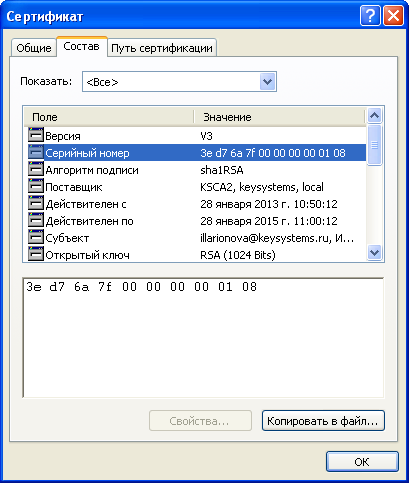 Сертификат
Общие Состав Путь сертификации
Показать: <Все>
Поле Значение
Версия V3
Серийный номер 3e d7 6a 7f 00 00 00 00 01 08
Алгоритм подписи sha1RSA
Поставщик KSCA2, keysystems, local
Действителен с 28 января 2013 г. 10:50:12
Действителен по 28 января 2015 г. 11:00:12
Субъект illarionova@keysystems.ru, И...
Открытый ключ RSA (1024 Bits)
3e d7 6a 7f 00 00 00 00 01 08
Свойства... Копировать в файл...
ОК